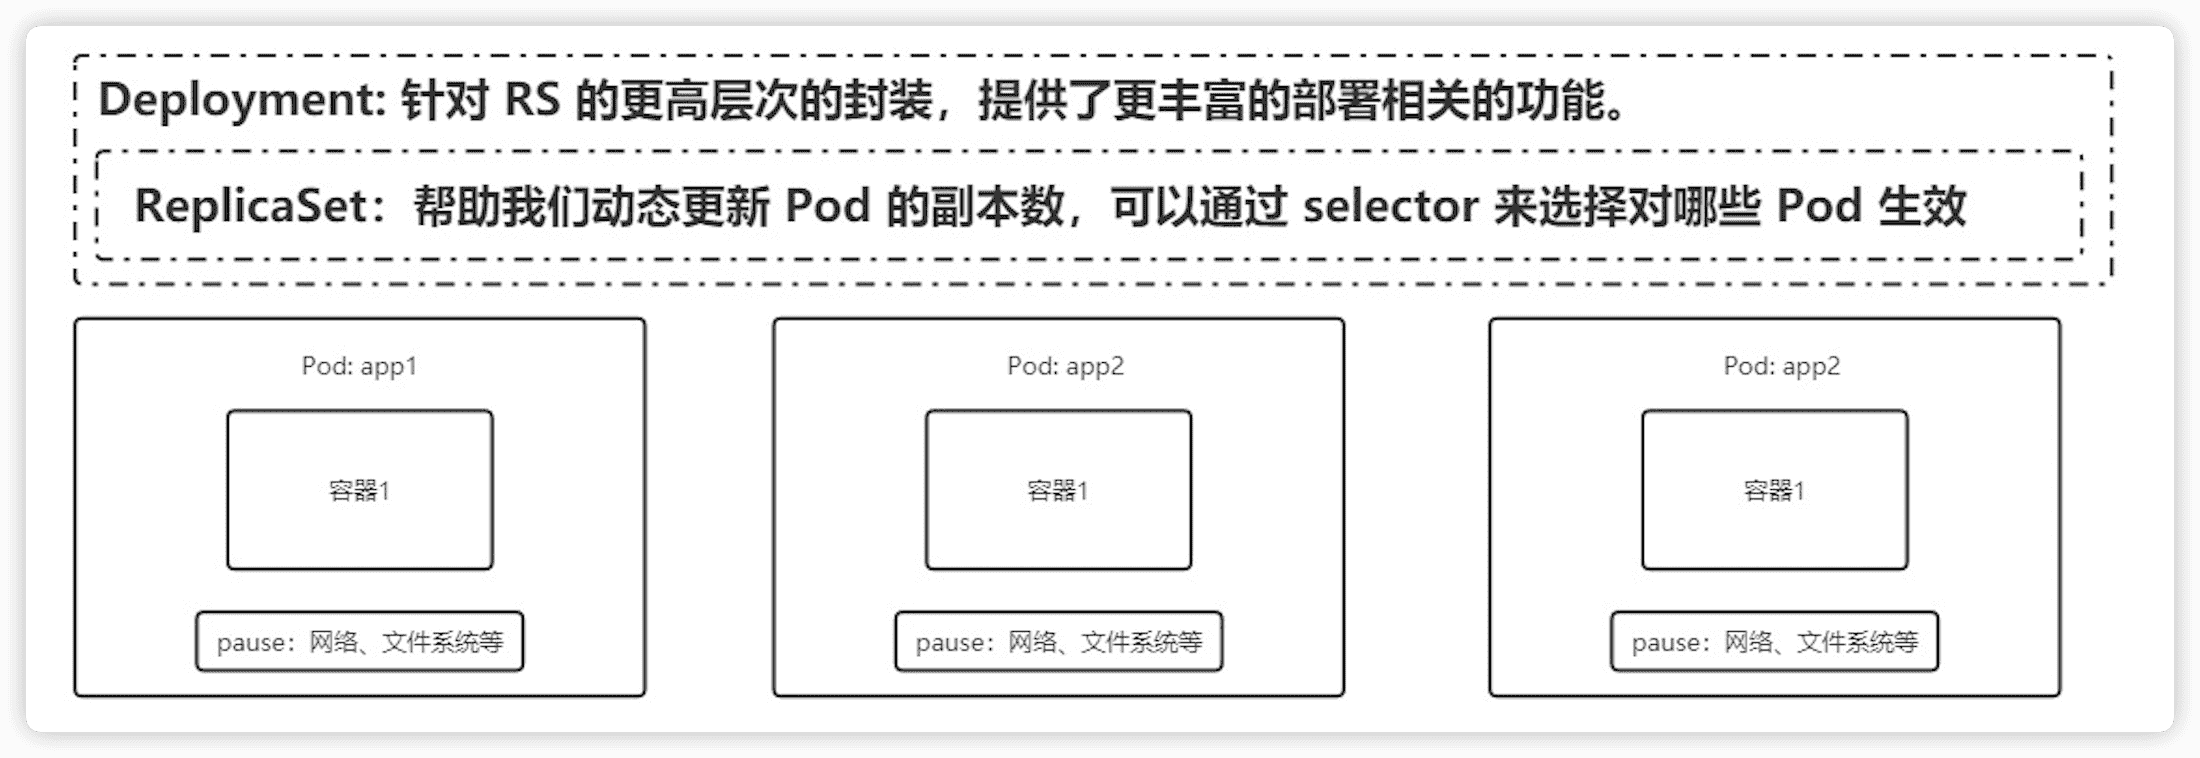 Deployment: 针对 RS 的更高层次的封装，提供了更丰富的部署相关的功能。
ReplicaSet：帮助我们动态更新 Pod 的副本数，可以通过 selector 来选择对哪些 Pod 生效
Pod: app1
容器1
pause：网络、文件系统等
Pod: app2
容器1
pause：网络、文件系统等
Pod: app2
容器1
pause：网络、文件系统等